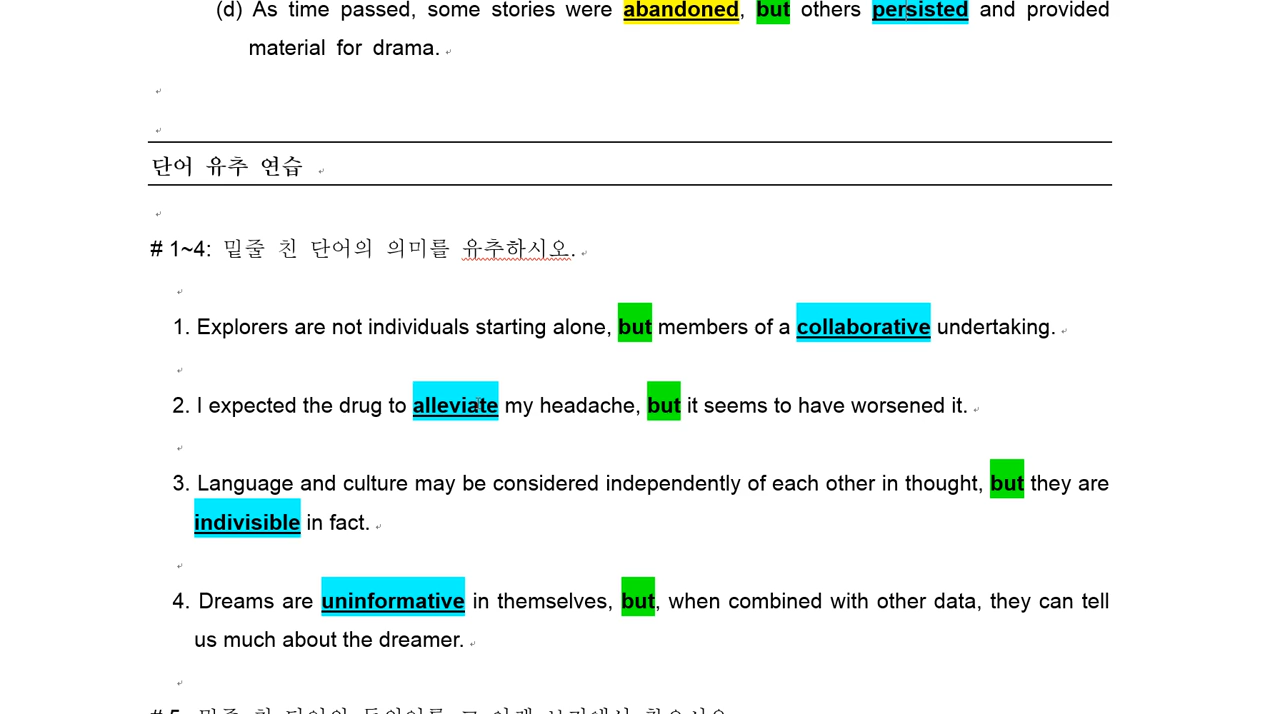 (d) As time passed, some stories were abandoned, but others persisted and provided
material for drama.
단어 유추 연습
# 1~4: 밑줄 친 단어의 의미를 유추하시오.
1. Explorers are not individuals starting alone, but members of a collaborative undertaking.
2. I expected the drug to alleviate my headache, but it seems to have worsened it.
3. Language and culture may be considered independently of each other in thought, but they are
indivisible in fact.
4. Dreams are uninformative in themselves, but, when combined with other data, they can tell
us much about the dreamer.